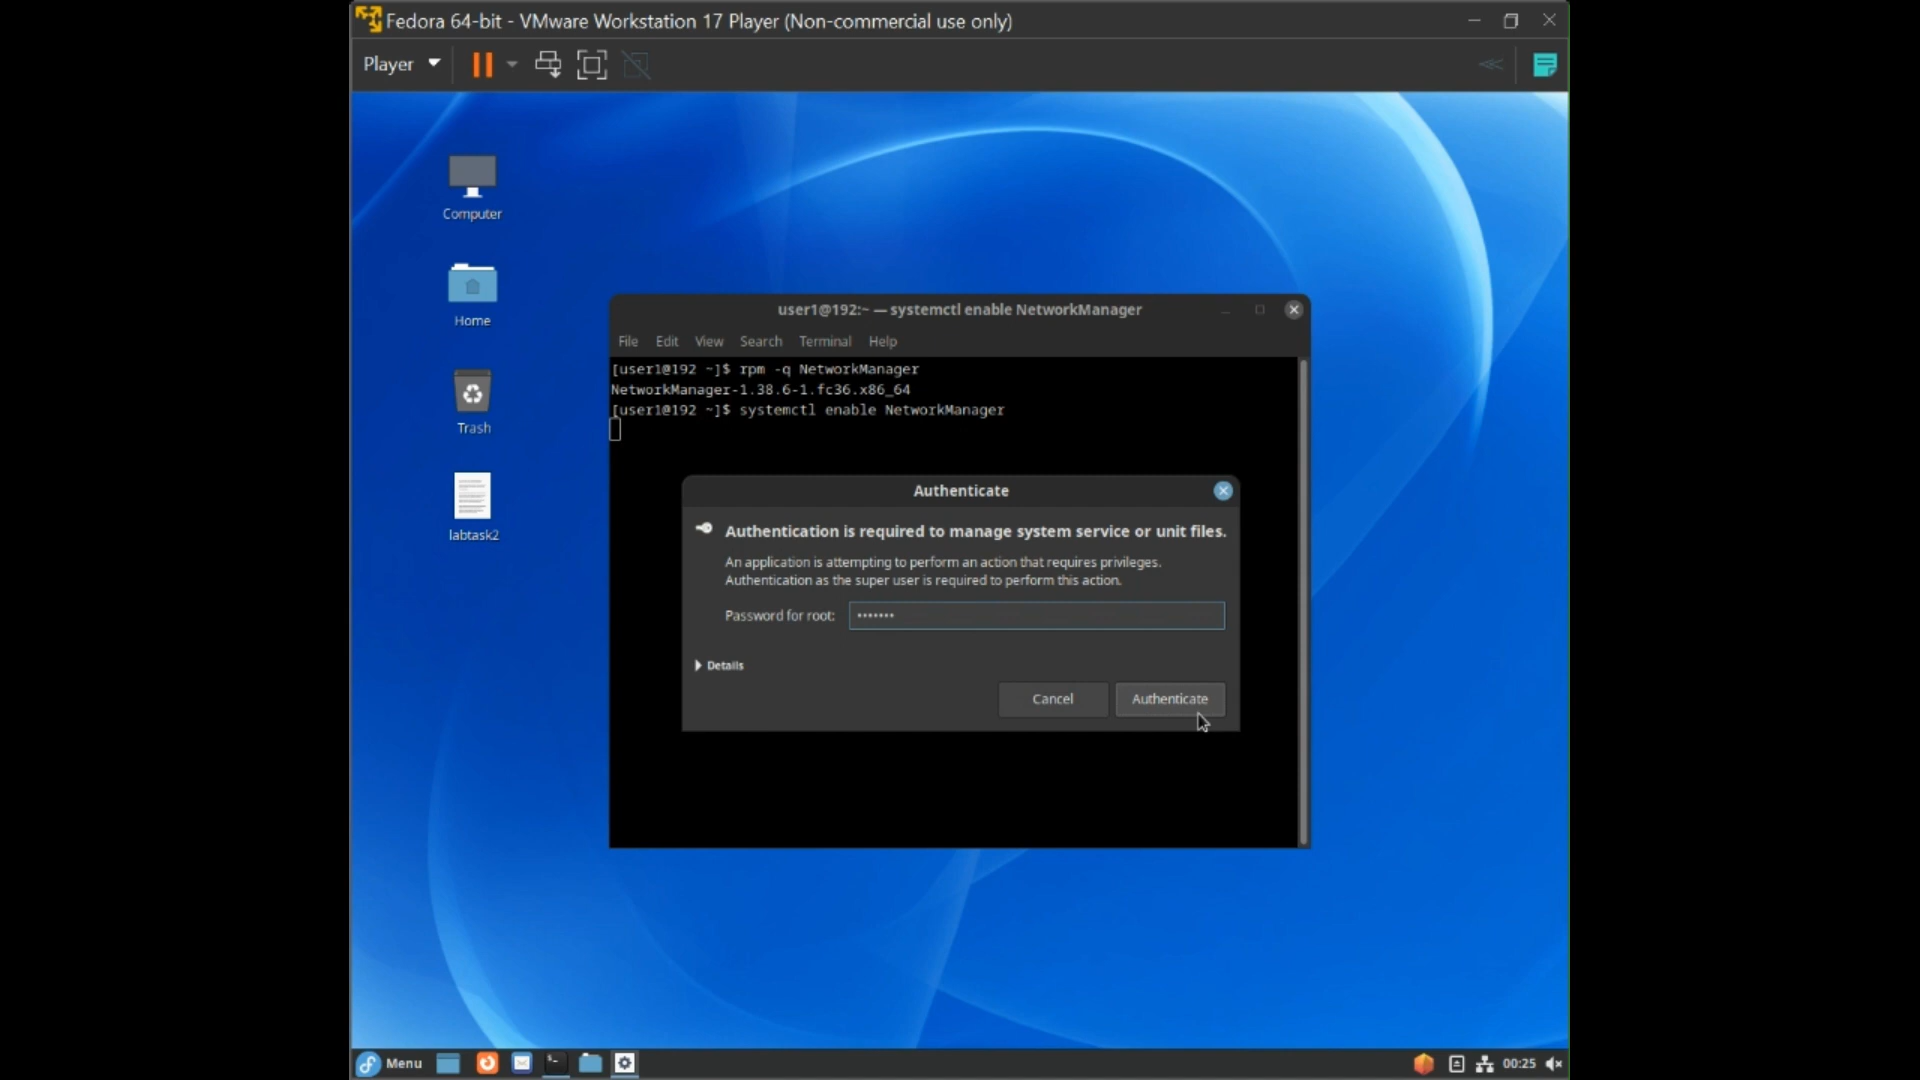 Fedora 64-bit - VMware Workstation 17 Player (Non-commercial use only)
Player
Computer
Home
Trash
labtask2
user1@192:~ — systemctl enable NetworkManager
File Edit View Search Terminal Help
[user1@192 ~]$ rpm -q NetworkManager
NetworkManager-1.38.6-1.fc36.x86_64
[user1@192 ~]$ systemctl enable NetworkManager
Authenticate
Authentication is required to manage system service or unit files.
An application is attempting to perform an action that requires privileges.
Authentication as the super user is required to perform this action.
Password for root: •••••••
Details
Cancel Authenticate
Menu 00:25